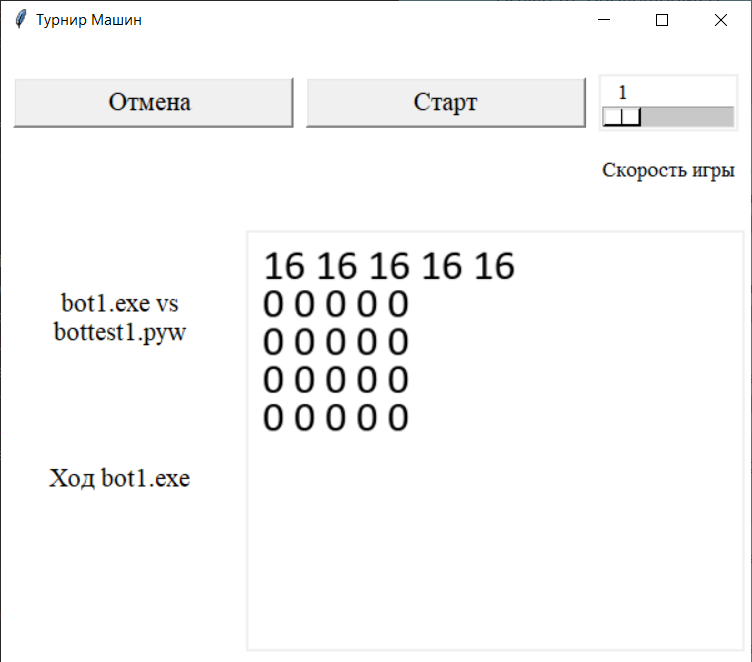 Турнир Машин
Отмена
Старт
1
Скорость игры
bot1.exe vs
bottest1.pyw
Ход bot1.exe
16 16 16 16 16
0 0 0 0 0
0 0 0 0 0
0 0 0 0 0
0 0 0 0 0